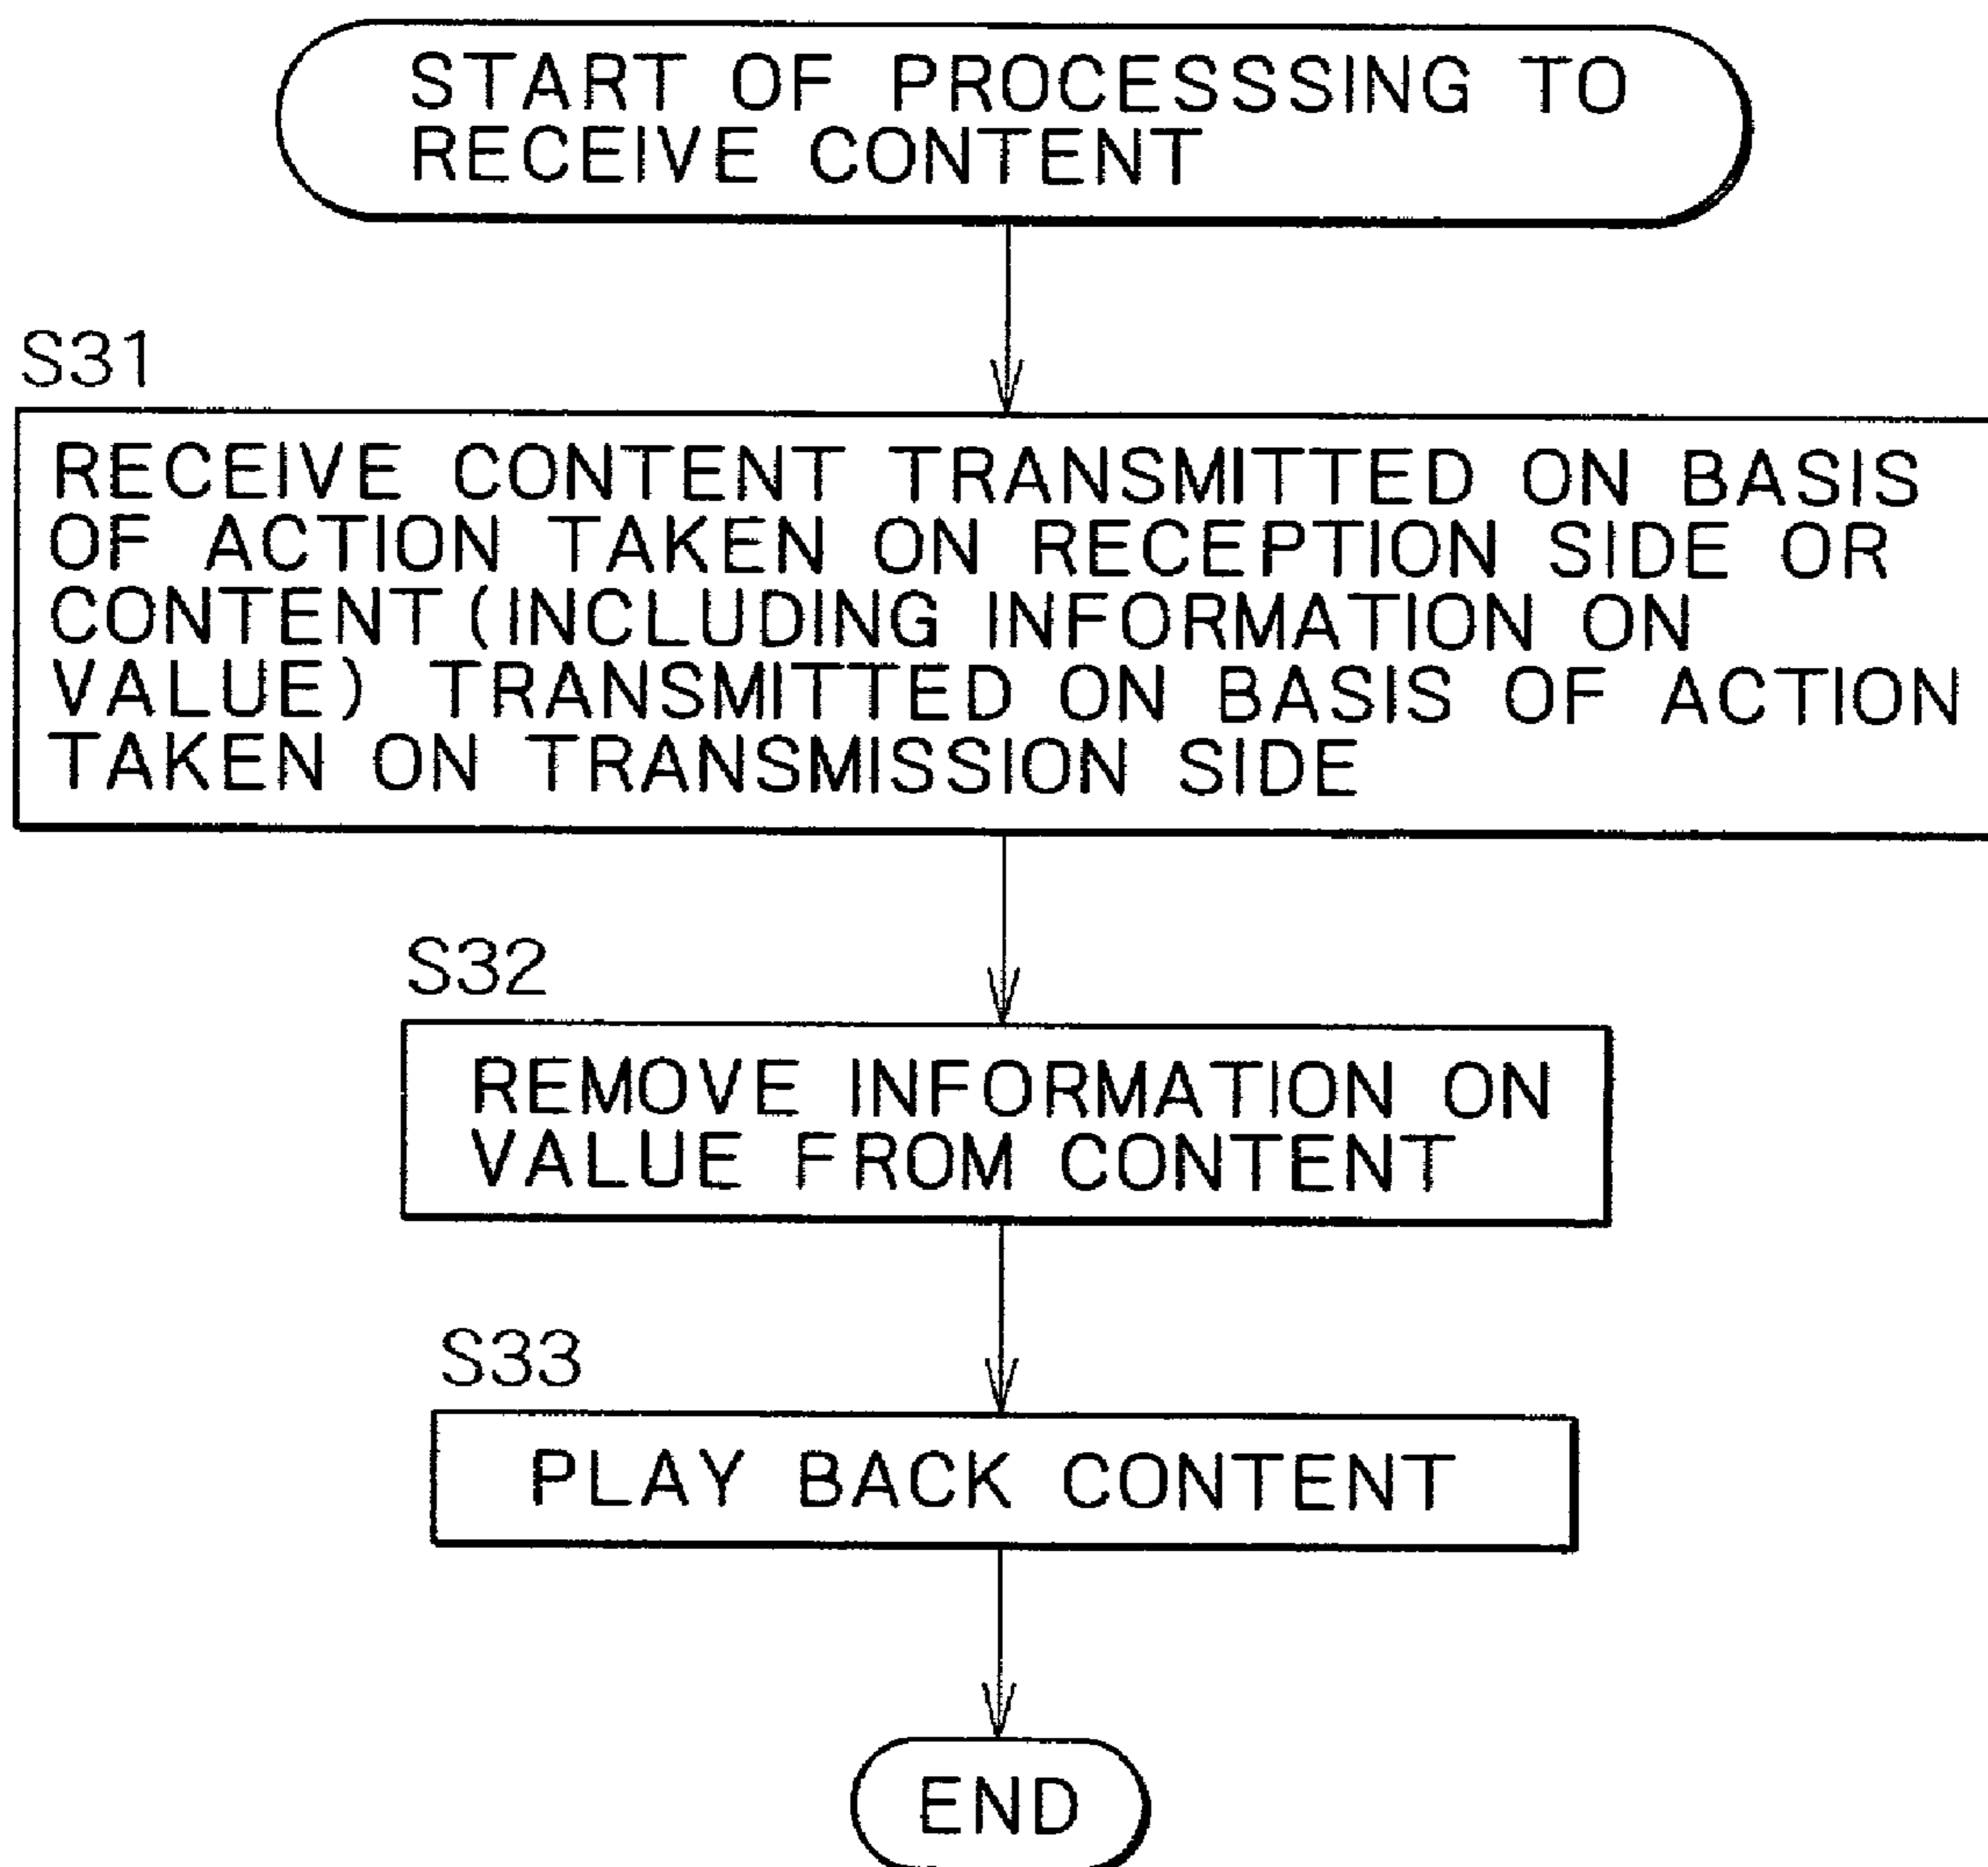 START OF PROCESSSING TO
RECEIVE CONTENT
S31
RECEIVE CONTENT TRANSMITTED ON BASIS
OF ACTION TAKEN ON RECEPTION SIDE OR
CONTENT (INCLUDING INFORMATION ON
VALUE) TRANSMITTED ON BASIS OF ACTION
TAKEN ON TRANSMISSION SIDE
S32
REMOVE INFORMATION ON
VALUE FROM CONTENT
S33
PLAY BACK CONTENT
END